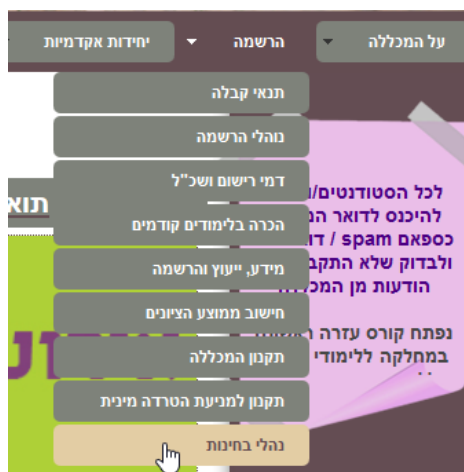 על המכללה
הרשמה
יחידות אקדמיות
תנאי קבלה
נוהלי הרשמה
דמי רישום ושכ"ל
הכרה בלימודים קודמים
מידע, ייעוץ והרשמה
חישוב ממוצע הציונים
תקנון המכללה
תקנון למניעת הטרדה מינית
נהלי בחינות
לכל הסטודנטים/
להיכנס לדואר
כספאם spam /
ולבדוק שלא
הודעות מן
נפתח קורס עזרה
במחלקה ללימודי